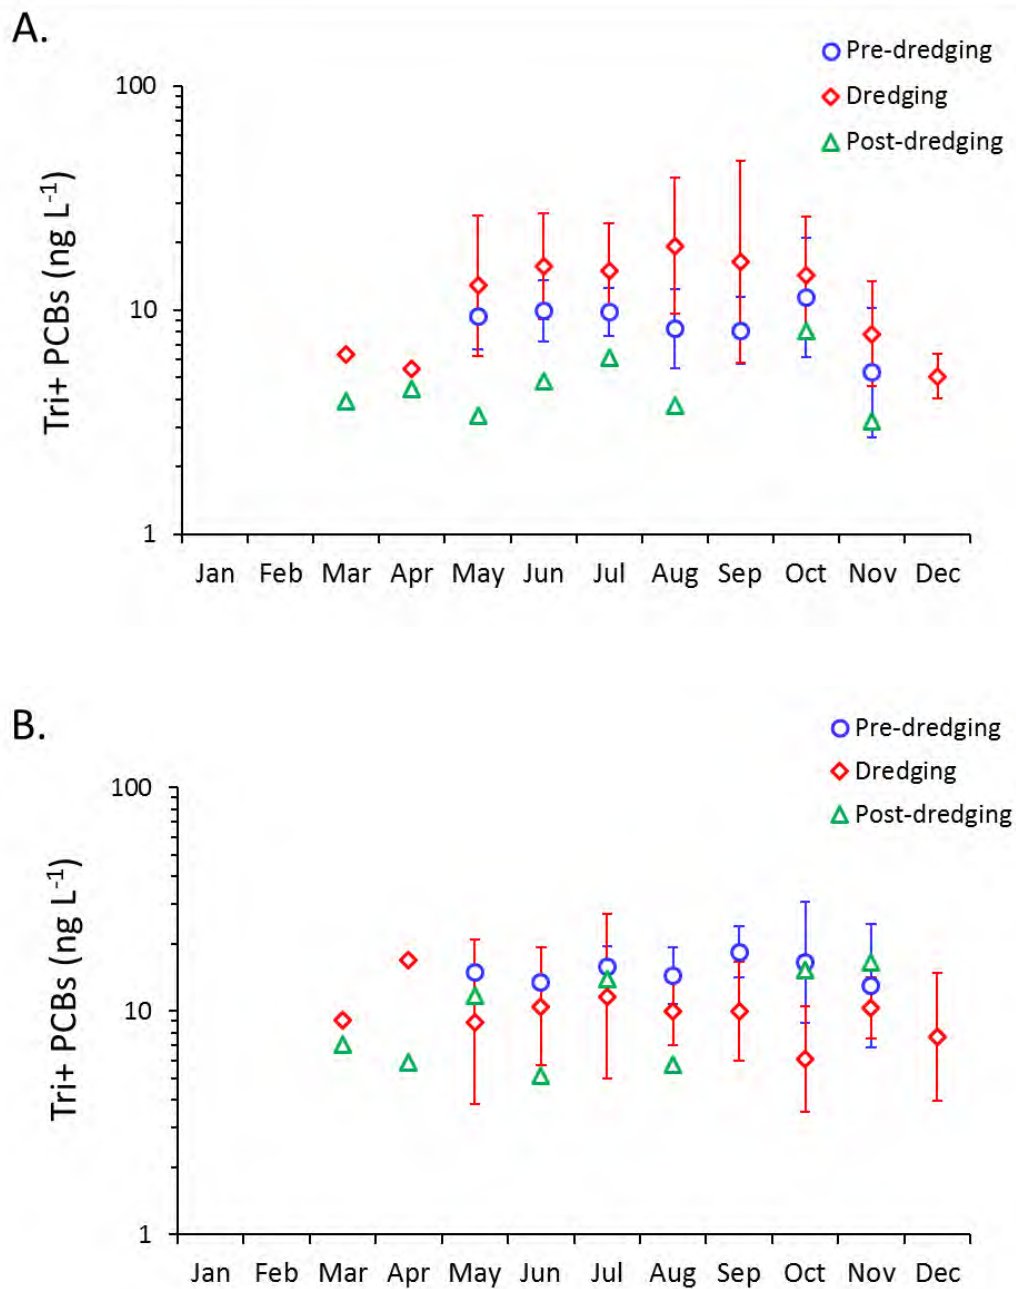 A.
Pre-dredging
Dredging
Post-dredging
Tri+ PCBs (ng L⁻¹)
100
10
1
Jan Feb Mar Apr May Jun Jul Aug Sep Oct Nov Dec
B.
Pre-dredging
Dredging
Post-dredging
Tri+ PCBs (ng L⁻¹)
100
10
1
Jan Feb Mar Apr May Jun Jul Aug Sep Oct Nov Dec